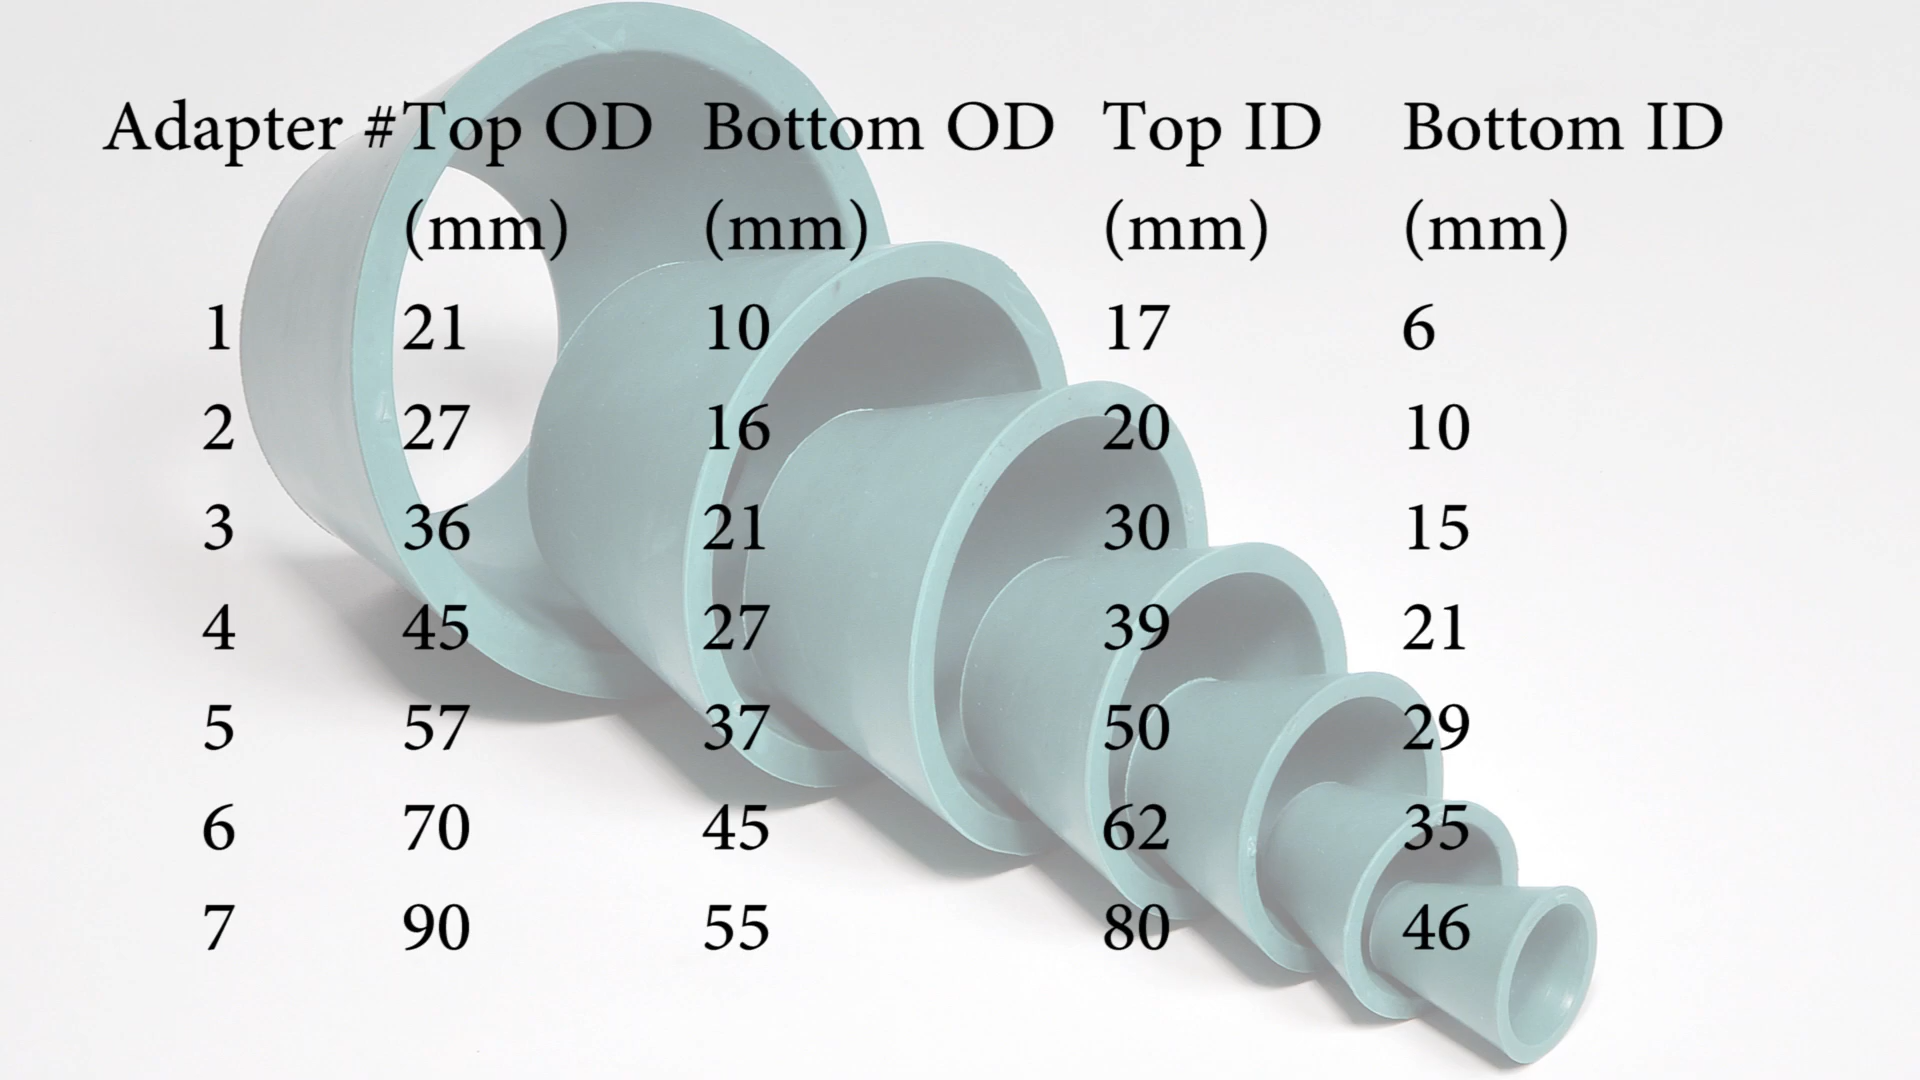 Adapter # Top OD Bottom OD Top ID Bottom ID
(mm) (mm) (mm) (mm)
1 21 10 17 6
2 27 16 20 10
3 36 21 30 15
4 45 27 39 21
5 57 37 50 29
6 70 45 62 35
7 90 55 80 46